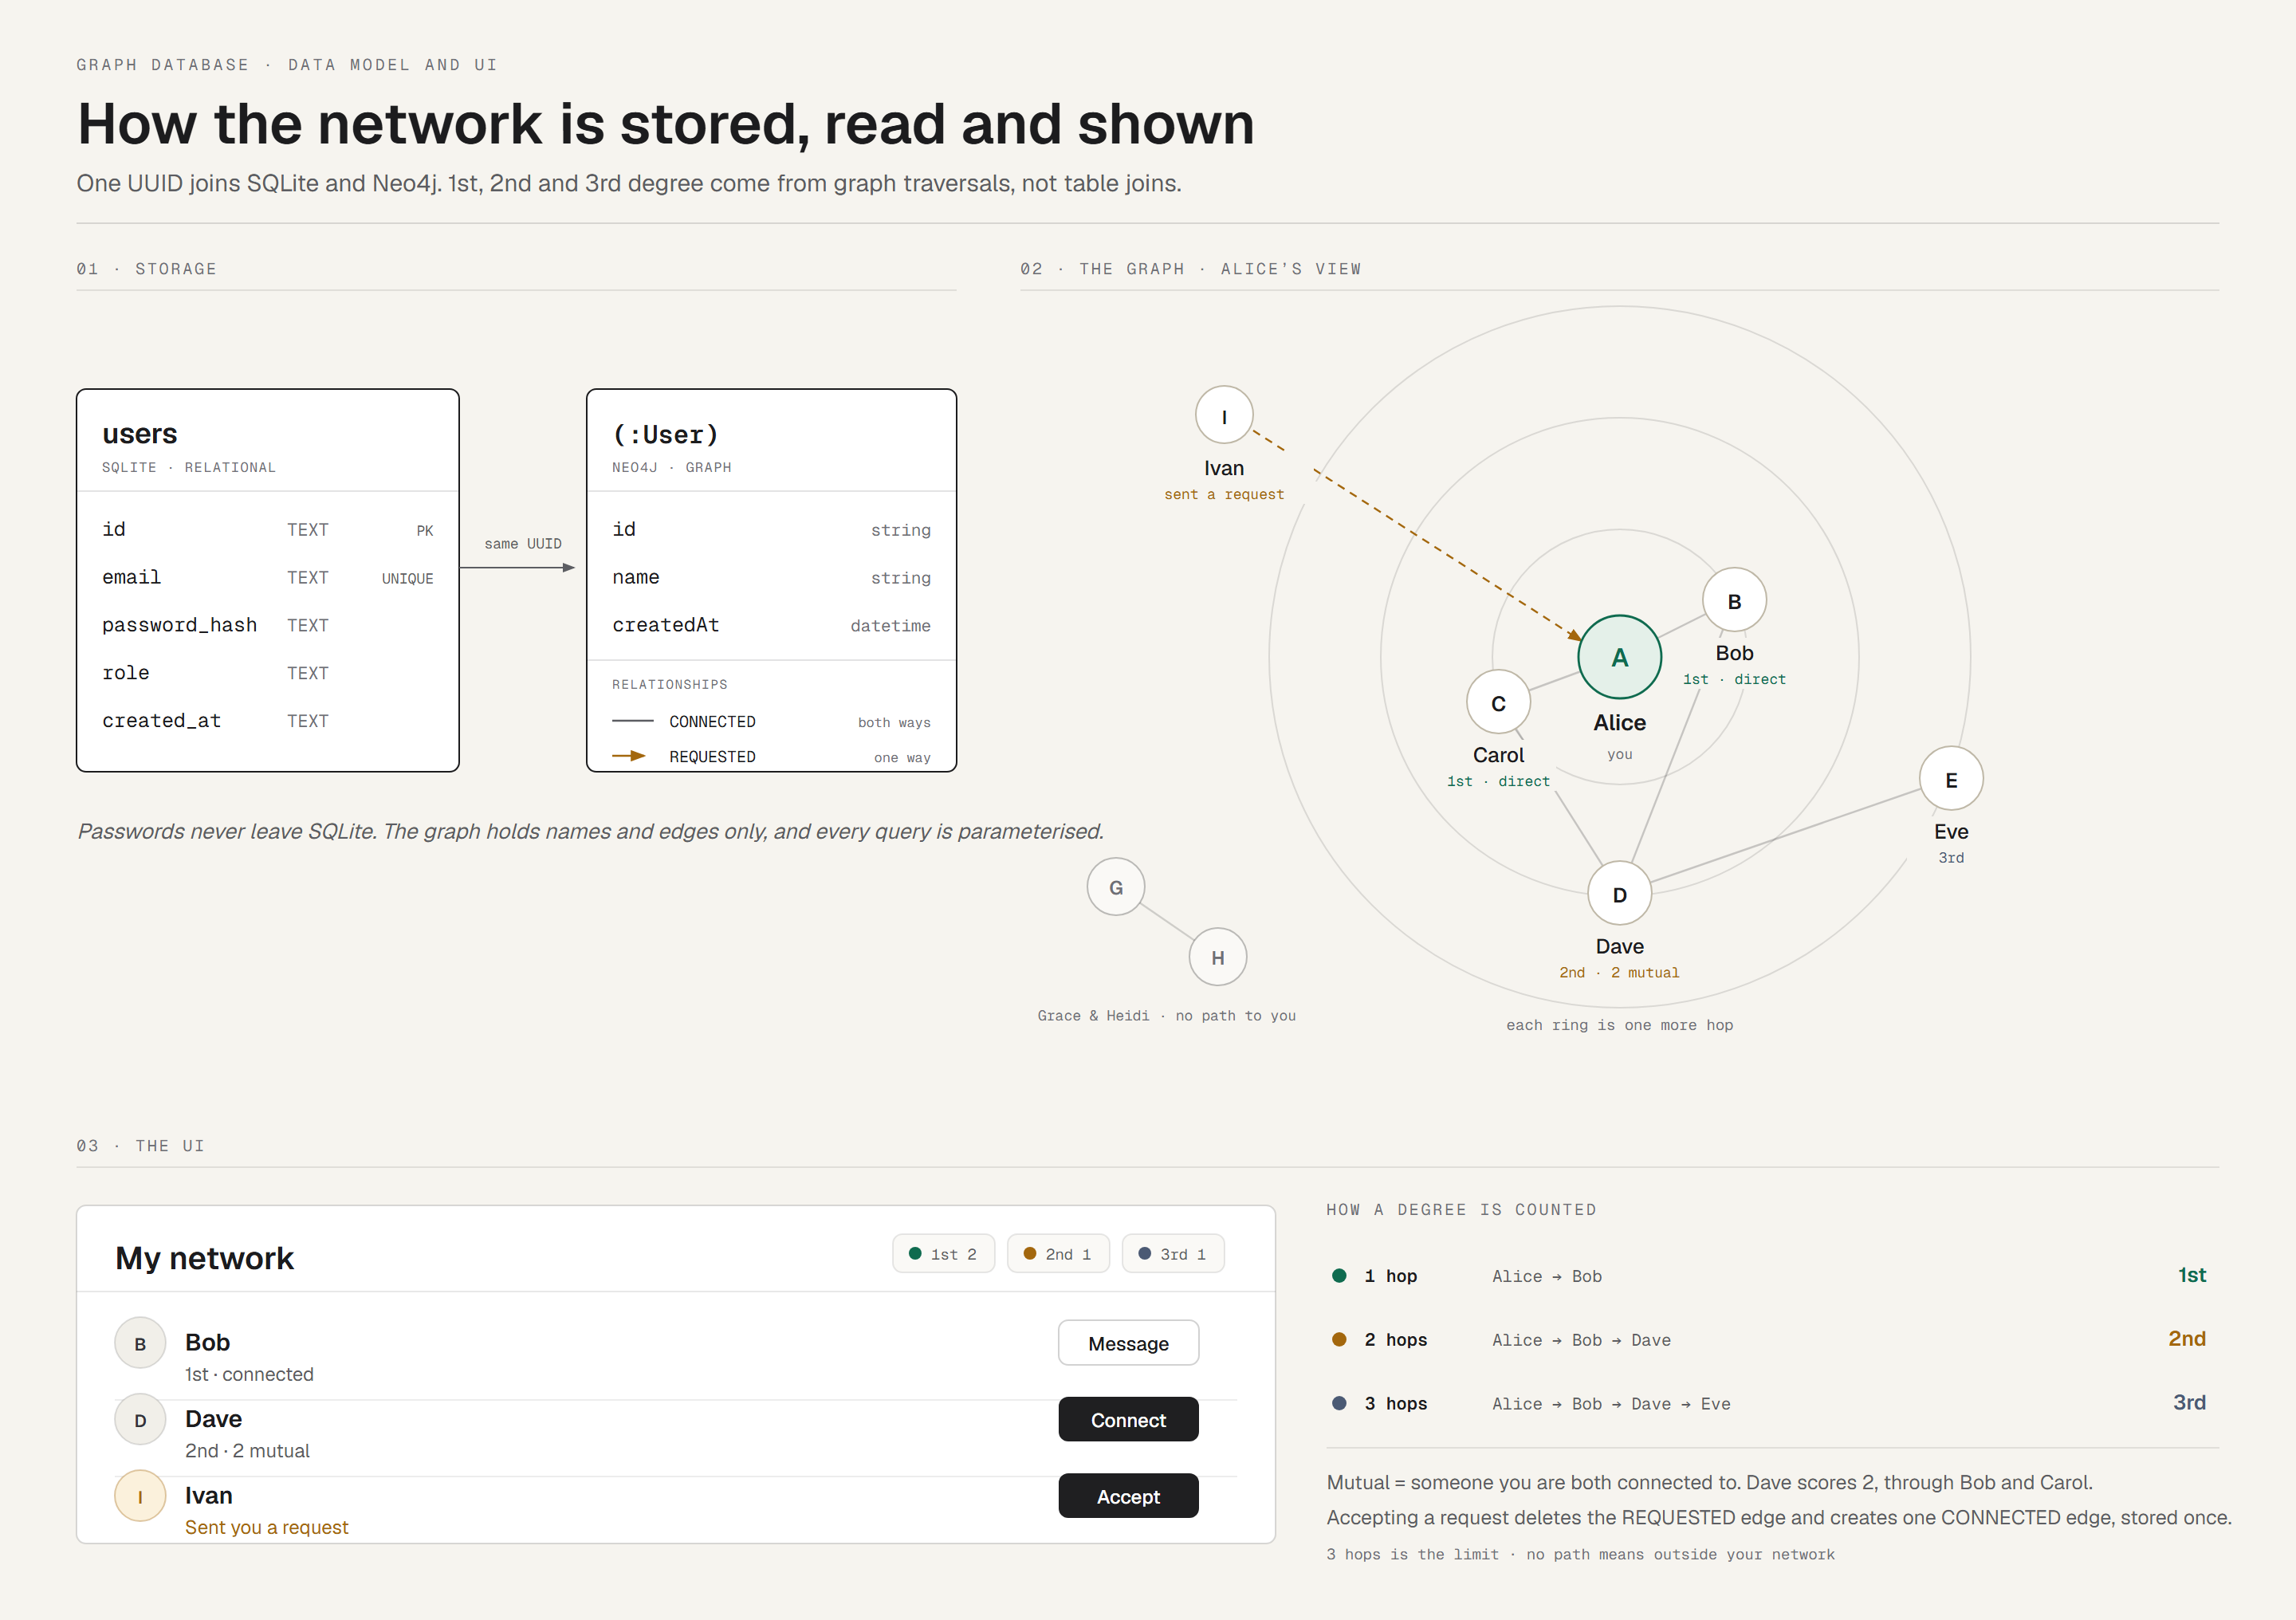 GRAPH DATABASE · DATA MODEL AND UI
How the network is stored, read and shown
One UUID joins SQLite and Neo4j. 1st, 2nd and 3rd degree come from graph traversals, not table joins.
01 · STORAGE
users
SQLITE · RELATIONAL
id TEXT PK
email TEXT UNIQUE
password_hash TEXT
role TEXT
created_at TEXT
same UUID
(:User)
NEO4J · GRAPH
id string
name string
createdAt datetime
RELATIONSHIPS
CONNECTED both ways
REQUESTED one way
Passwords never leave SQLite. The graph holds names and edges only, and every query is parameterised.
02 · THE GRAPH · ALICE’S VIEW
I
Ivan
sent a request
B
Bob
1st · direct
A
Alice
you
C
Carol
1st · direct
E
Eve
3rd
D
Dave
2nd · 2 mutual
G
H
Grace & Heidi · no path to you
each ring is one more hop
03 · THE UI
My network
1st 2
2nd 1
3rd 1
B
Bob
1st · connected
Message
D
Dave
2nd · 2 mutual
Connect
I
Ivan
Sent you a request
Accept
HOW A DEGREE IS COUNTED
1 hop Alice → Bob 1st
2 hops Alice → Bob → Dave 2nd
3 hops Alice → Bob → Dave → Eve 3rd
Mutual = someone you are both connected to. Dave scores 2, through Bob and Carol.
Accepting a request deletes the REQUESTED edge and creates one CONNECTED edge, stored once.
3 hops is the limit · no path means outside your network